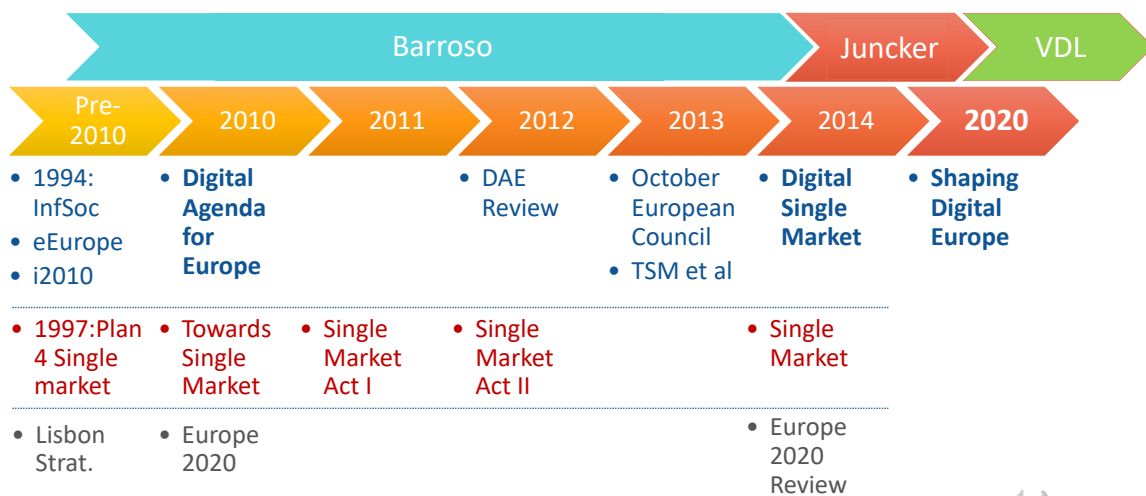 Barroso
Juncker
VDL
Pre-
2010
2010
2011
2012
2013
2014
2020
• 1994:
InfSoc
• eEurope
• i2010
• Digital
Agenda
for
Europe
• DAE
Review
• October
European
Council
• TSM et al
• Digital
Single
Market
• Shaping
Digital
Europe
• 1997:Plan
4 Single
market
• Towards
Single
Market
• Single
Market
Act I
• Single
Market
Act II
• Single
Market
• Lisbon
Strat.
• Europe
2020
• Europe
2020
Review